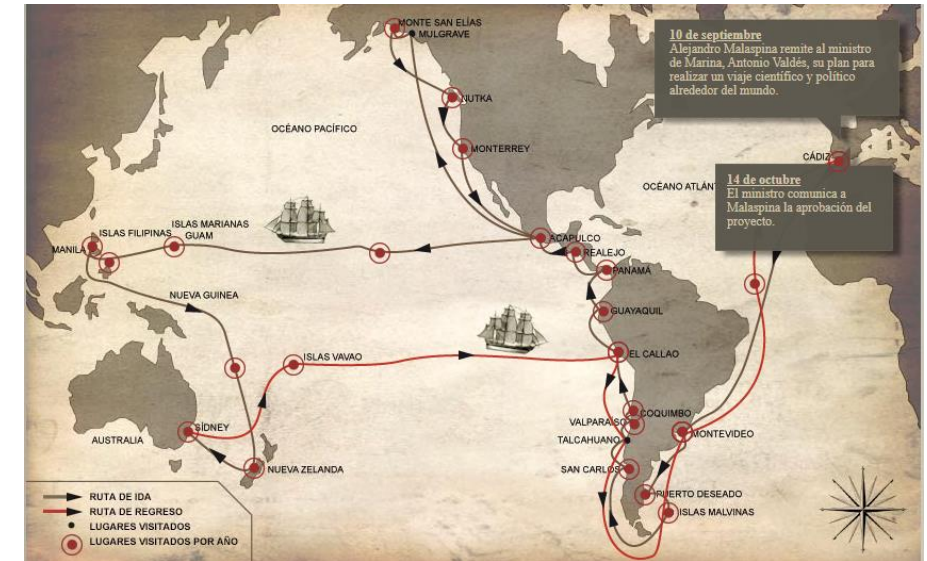 MONTE SAN ELÍAS
MULGRAVE
10 de septiembre
Alejandro Malaspina remite al ministro
de Marina, Antonio Valdés, su plan para
realizar un viaje científico y político
alrededor del mundo.
NUTKA
OCÉANO PACÍFICO
MONTERREY
CÁDIZ
14 de octubre
El ministro comunica a
Malaspina la aprobación del
proyecto.
OCÉANO ATLÁNT
ISLAS MARIANAS
GUAM
ISLAS FILIPINAS
MANILA
ACAPULCO
REALEJO
PANAMÁ
NUEVA GUINEA
GUAYAQUIL
ISLAS VAVAO
EL CALLAO
COQUIMBO
VALPARAÍSO
SÍDNEY
MONTEVIDEO
AUSTRALIA
TALCAHUANO
NUEVA ZELANDA
SAN CARLOS
PUERTO DESEADO
ISLAS MALVINAS
RUTA DE IDA
RUTA DE REGRESO
LUGARES VISITADOS
LUGARES VISITADOS POR AÑO